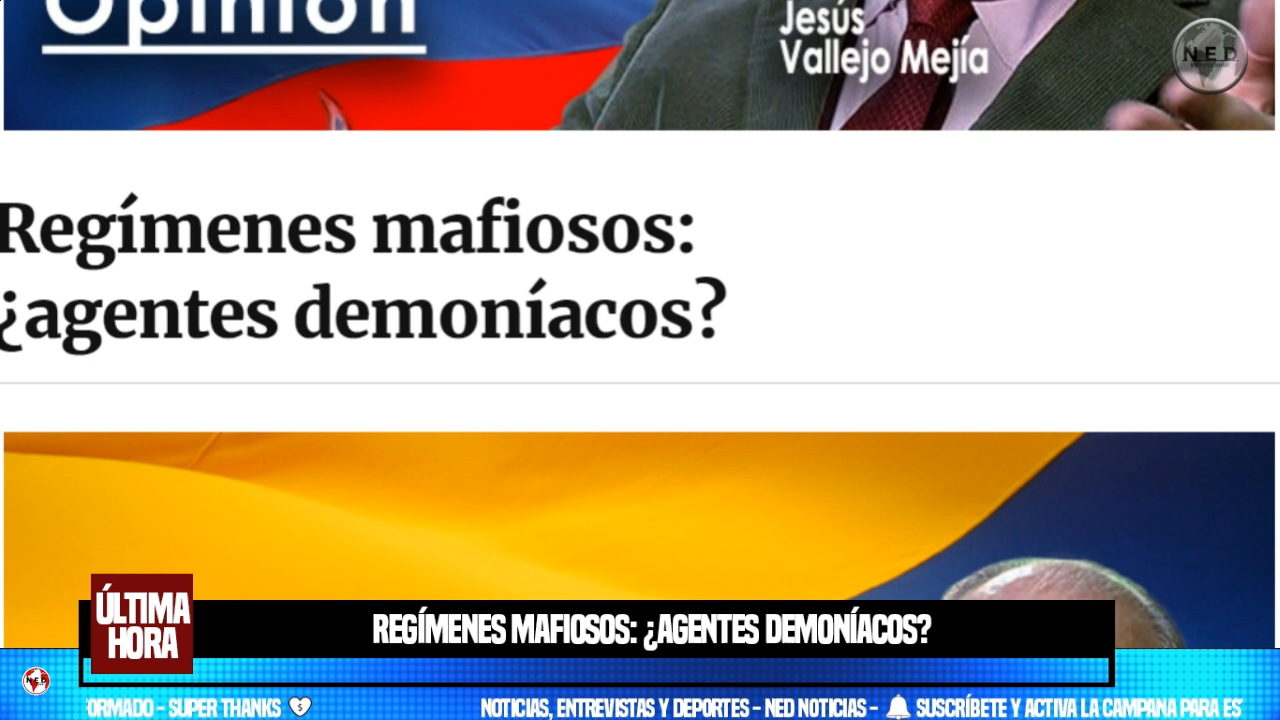 Opinión
Jesús
Vallejo Mejía
NED
Regímenes mafiosos:
¿agentes demoníacos?
ÚLTIMA
HORA
REGÍMENES MAFIOSOS: ¿AGENTES DEMONÍACOS?
NED
ORMADO - SUPER THANKS
NOTICIAS, ENTREVISTAS Y DEPORTES - NED NOTICIAS - SUSCRÍBETE Y ACTIVA LA CAMPANA PARA ES